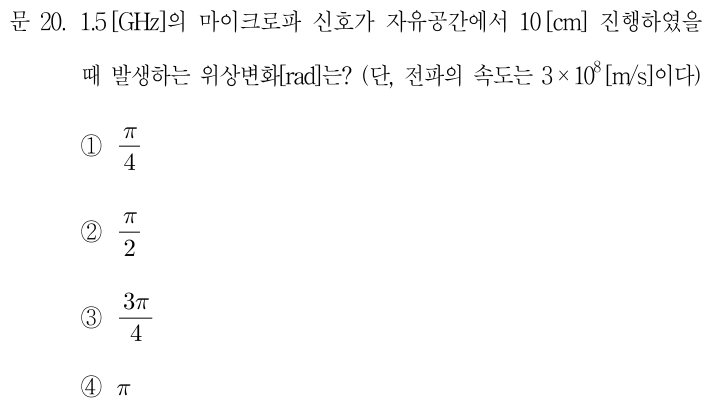 문 20. 1.5 [GHz]의 마이크로파 신호가 자유공간에서 10 [cm] 진행하였을
때 발생하는 위상변화[rad]는? (단, 전파의 속도는 3×10⁸ [m/s]이다)
① π/4
② π/2
③ 3π/4
④ π